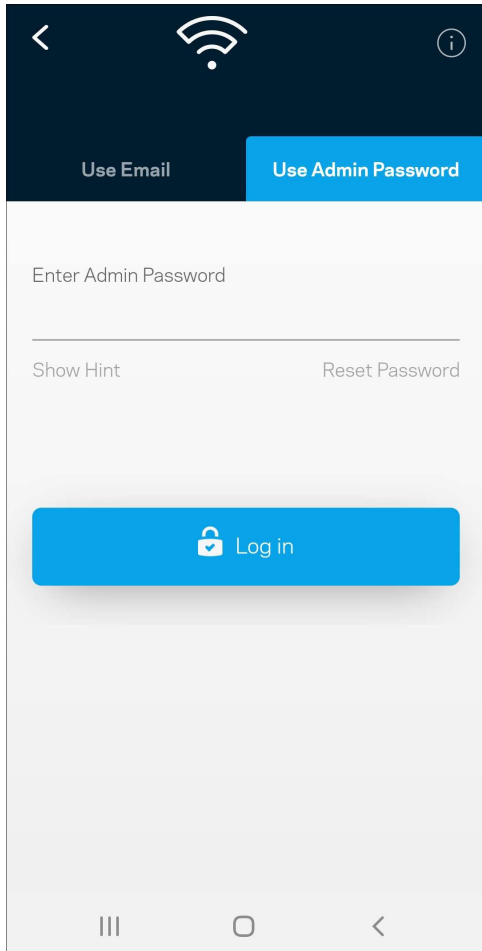 Use Email
Use Admin Password
Enter Admin Password
Show Hint
Reset Password
Log in